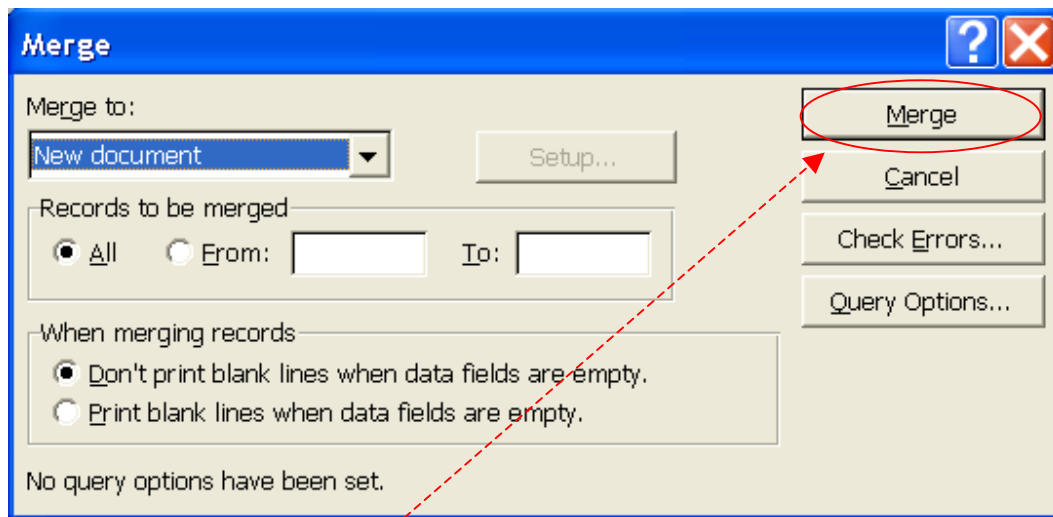 Merge
Merge to:
New document
Setup...
Records to be merged
All From: To:
When merging records
Don't print blank lines when data fields are empty.
Print blank lines when data fields are empty.
No query options have been set.
Merge
Cancel
Check Errors...
Query Options...